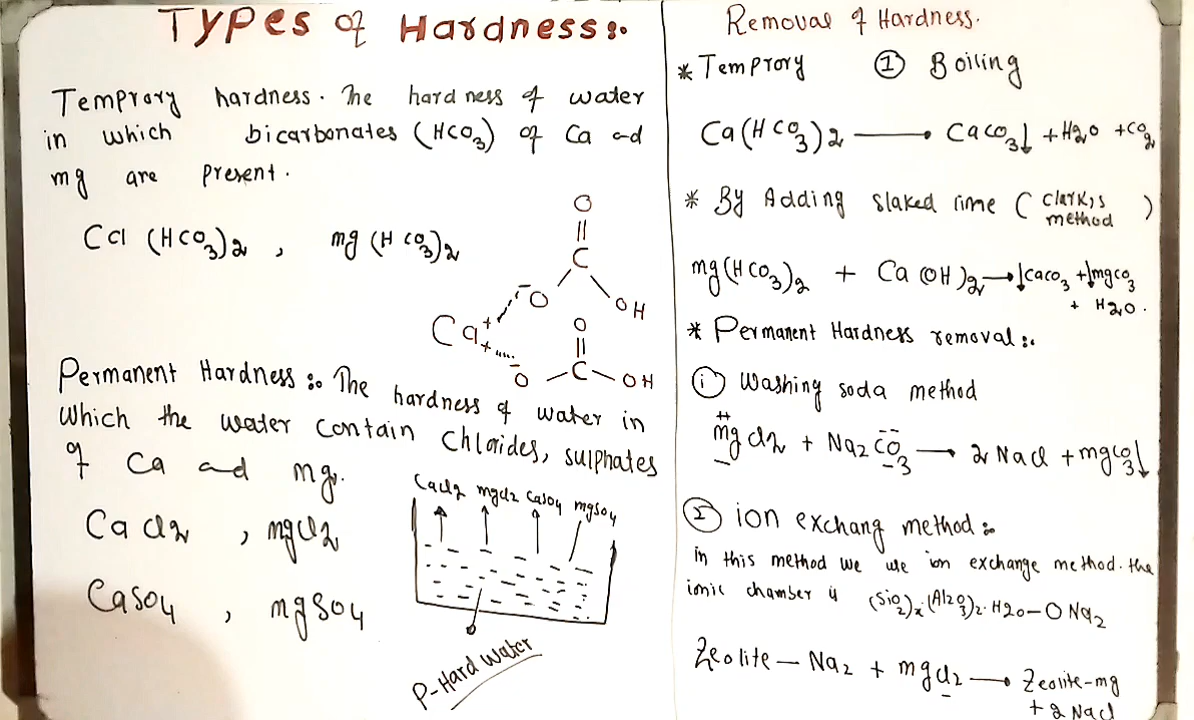 Types of Hardness:.
Temprory hardness. The hardness of water
in which bicarbonates (HCO3) of Ca and
mg are present.
Ca (HCO3)2 , mg (HCO3)2
O
||
C
-O OH
Ca++
O
||
-O - C - OH
Permanent Hardness :. The hardness of water in
Which the water contain Chlorides, sulphates
of Ca and mg.
CaCl2 mgcl2 CaSO4 mgSO4
CaCl2 , mgCl2
CaSO4 , mgSO4
P-Hard Water
Removal of Hardness.
* Temprory ① Boiling
Ca(HCO3)2 → CaCO3↓ + H2O + CO2
* By Adding slaked lime (Clark,s method)
mg(HCO3)2 + Ca(OH)2 → ↓CaCO3 + ↓mgCO3
+ H2O.
* Permanent Hardness removal :.
① Washing soda method
++ --
mgCl2 + Na2CO3 → 2NaCl + mgCO3↓
② ion exchang method :.
in this method we use ion exchange method. the
ionic chamber is (SiO2)x.(Al2O3)2.H2O-ONa2
Zeolite - Na2 + mgCl2 → Zeolite-mg
+ 2NaCl